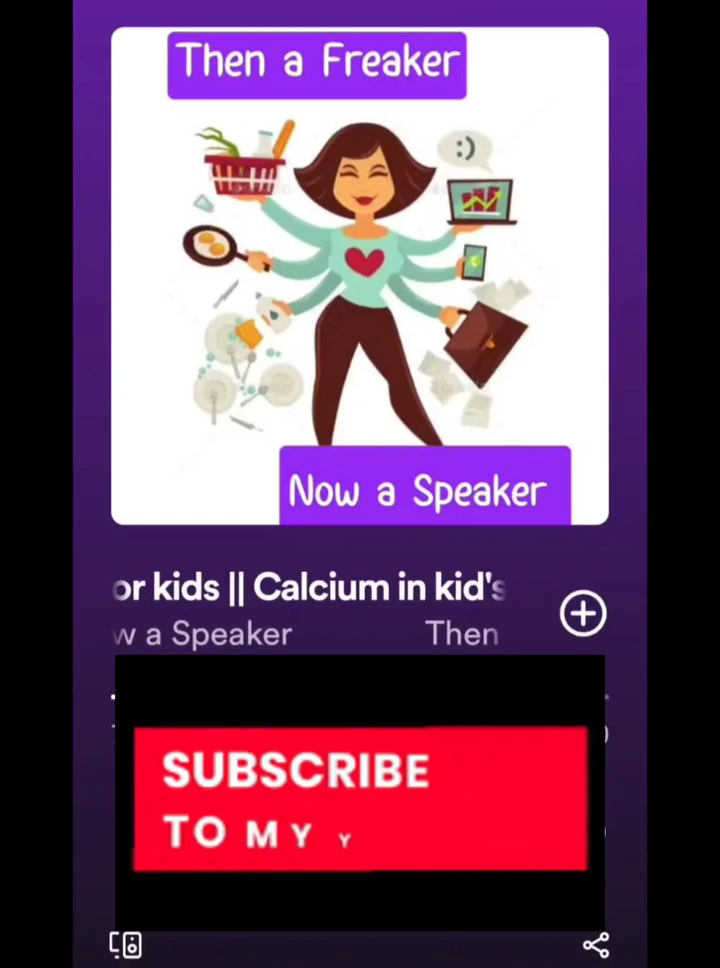 Then a Freaker
:)
Now a Speaker
or kids || Calcium in kid's
w a Speaker Then
SUBSCRIBE
TO MY Y